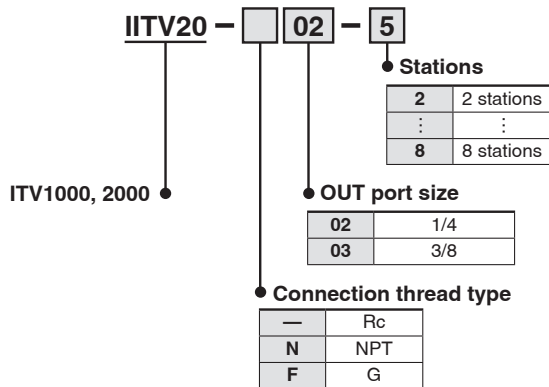 IITV20 – 02 – 5
Stations
2 2 stations
⋮ ⋮
8 8 stations
ITV1000, 2000
OUT port size
02 1/4
03 3/8
Connection thread type
— Rc
N NPT
F G